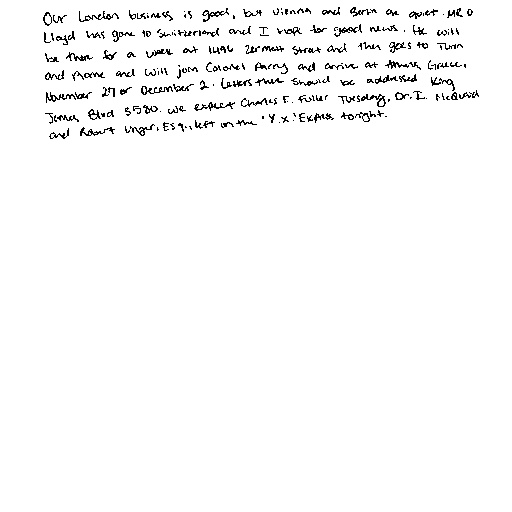 Our London business is good, but Vienna and Berlin are quiet. MR D
Lloyd has gone to Switzerland and I hope for good news. He will
be there for a week at 1496 Zermott Street and then goes to Turin
and Rome and will join Colonel Parry and arrive at Athens, Greece,
November 27 or December 2. Letters there should be addressed King
James Blvd 3580. We expect Charles E. Fuller Tuesday, Dr. L. McQuaid
and Robert Unger, Esq., left on the 'Y.X' Express tonight.